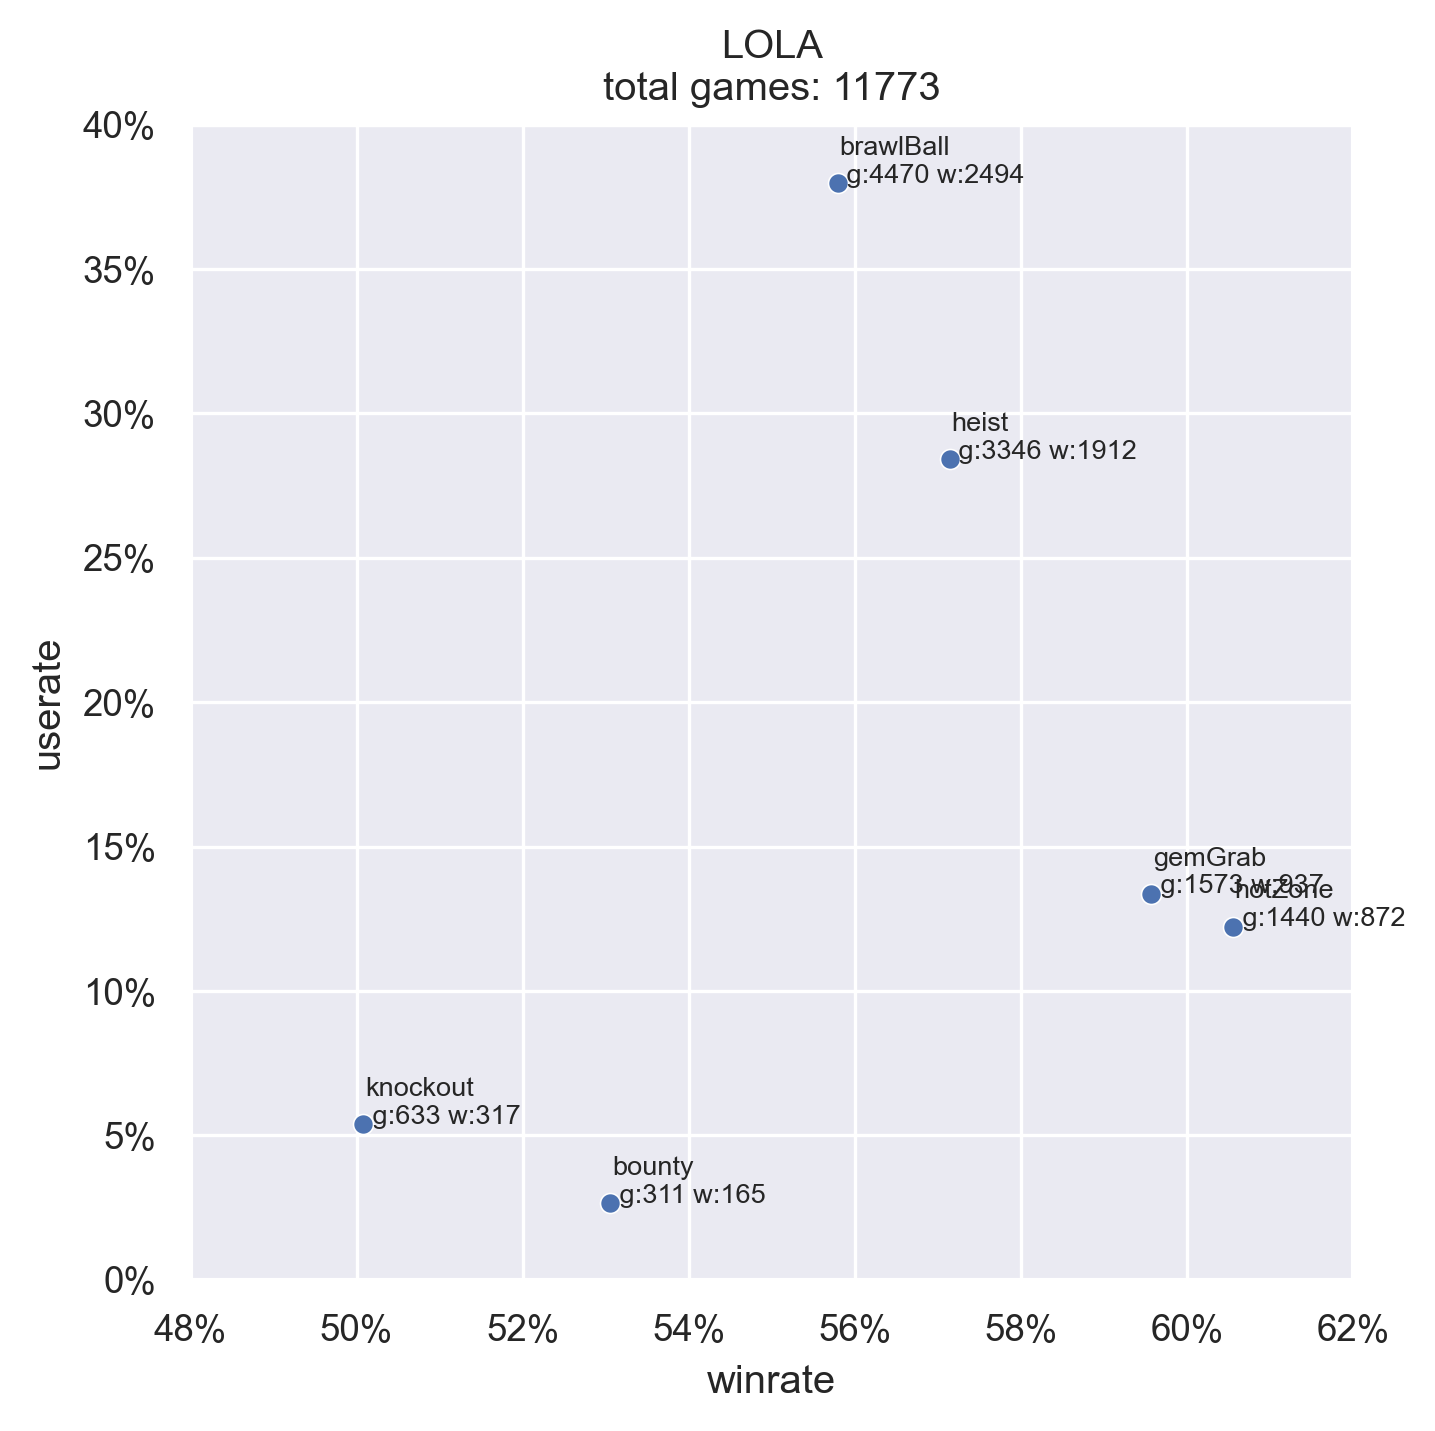 LOLA
total games: 11773
40%
35%
30%
25%
20%
15%
10%
5%
0%
userate
brawlBall
g:4470 w:2494
heist
g:3346 w:1912
gemGrab
g:1573 w:937
hotZone
g:1440 w:872
knockout
g:633 w:317
bounty
g:311 w:165
48% 50% 52% 54% 56% 58% 60% 62%
winrate